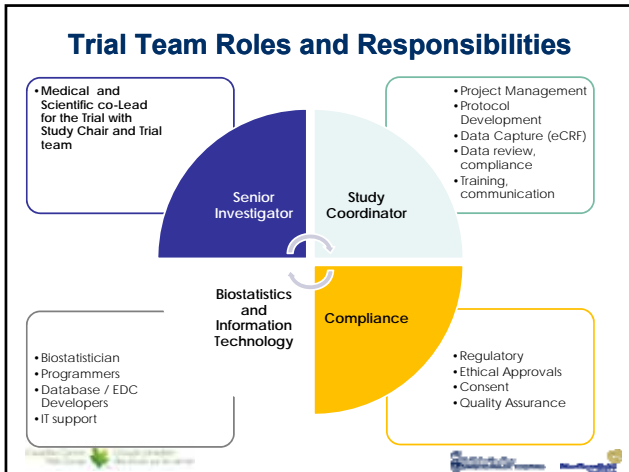 Trial Team Roles and Responsibilities
• Medical and
Scientific co-Lead
for the Trial with
Study Chair and Trial
team
• Project Management
• Protocol
Development
• Data Capture (eCRF)
• Data review,
compliance
• Training,
communication
Senior
Investigator
Study
Coordinator
Biostatistics
and
Information
Technology
Compliance
• Biostatistician
• Programmers
• Database / EDC
Developers
• IT support
• Regulatory
• Ethical Approvals
• Consent
• Quality Assurance